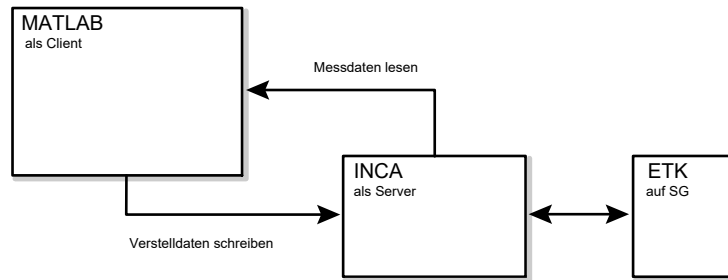 MATLAB
als Client
Messdaten lesen
INCA
als Server
ETK
auf SG
Verstelldaten schreiben